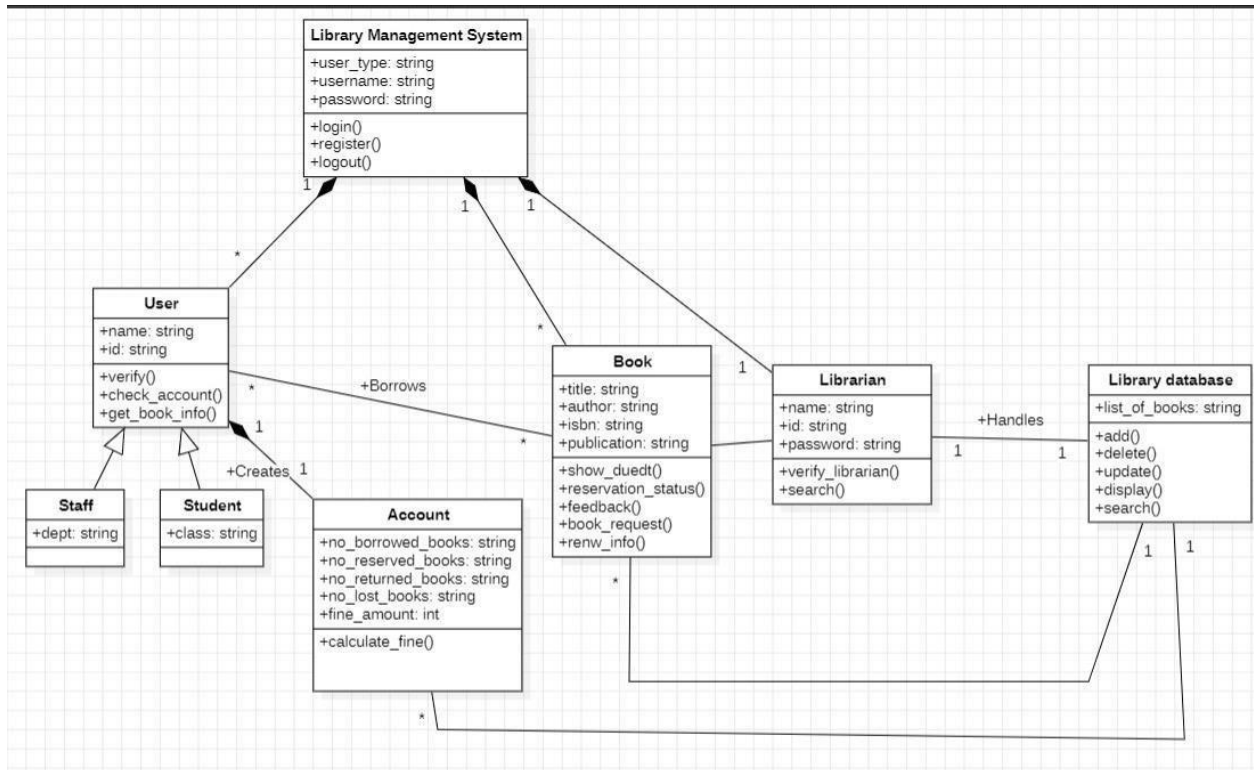 Library Management System
+user_type: string
+username: string
+password: string
+login()
+register()
+logout()
1
1
1
*
*
1
User
+name: string
+id: string
+verify()
+check_account()
+get_book_info()
*
+Borrows
*
1
+Creates
1
Staff
+dept: string
Student
+class: string
Account
+no_borrowed_books: string
+no_reserved_books: string
+no_returned_books: string
+no_lost_books: string
+fine_amount: int
+calculate_fine()
*
Book
+title: string
+author: string
+isbn: string
+publication: string
+show_duedt()
+reservation_status()
+feedback()
+book_request()
+renw_info()
*
Librarian
+name: string
+id: string
+password: string
+verify_librarian()
+search()
+Handles
1
1
Library database
+list_of_books: string
+add()
+delete()
+update()
+display()
+search()
1
1